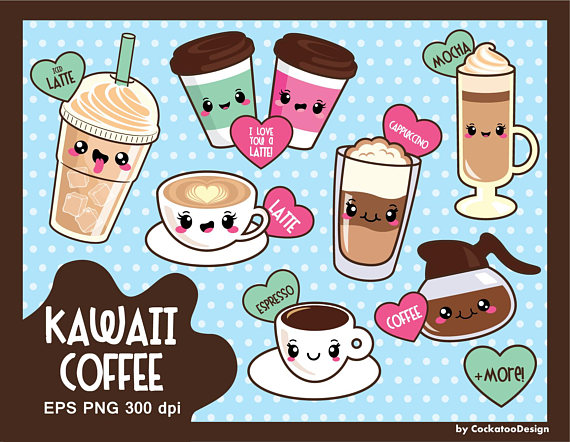 ICED
LATTE
I LOVE
YOU A
LATTE!
MOCHA
CAPPUCCINO
LATTE
ESPRESSO
COFFEE
KAWAII
COFFEE
EPS PNG 300 dpi
+MORE!
by CockatooDesign